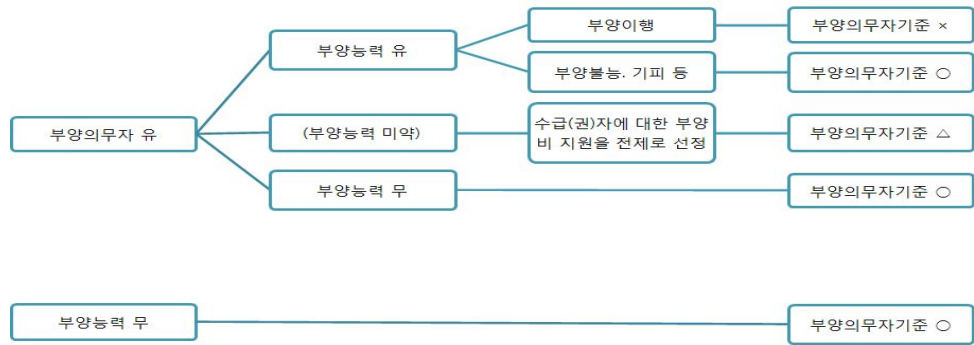 부양의무자 유
부양능력 유
부양이행
부양의무자기준 ×
부양불능. 기피 등
부양의무자기준 ○
(부양능력 미약)
수급(권)자에 대한 부양
비 지원을 전제로 선정
부양의무자기준 △
부양능력 무
부양의무자기준 ○
부양능력 무
부양의무자기준 ○